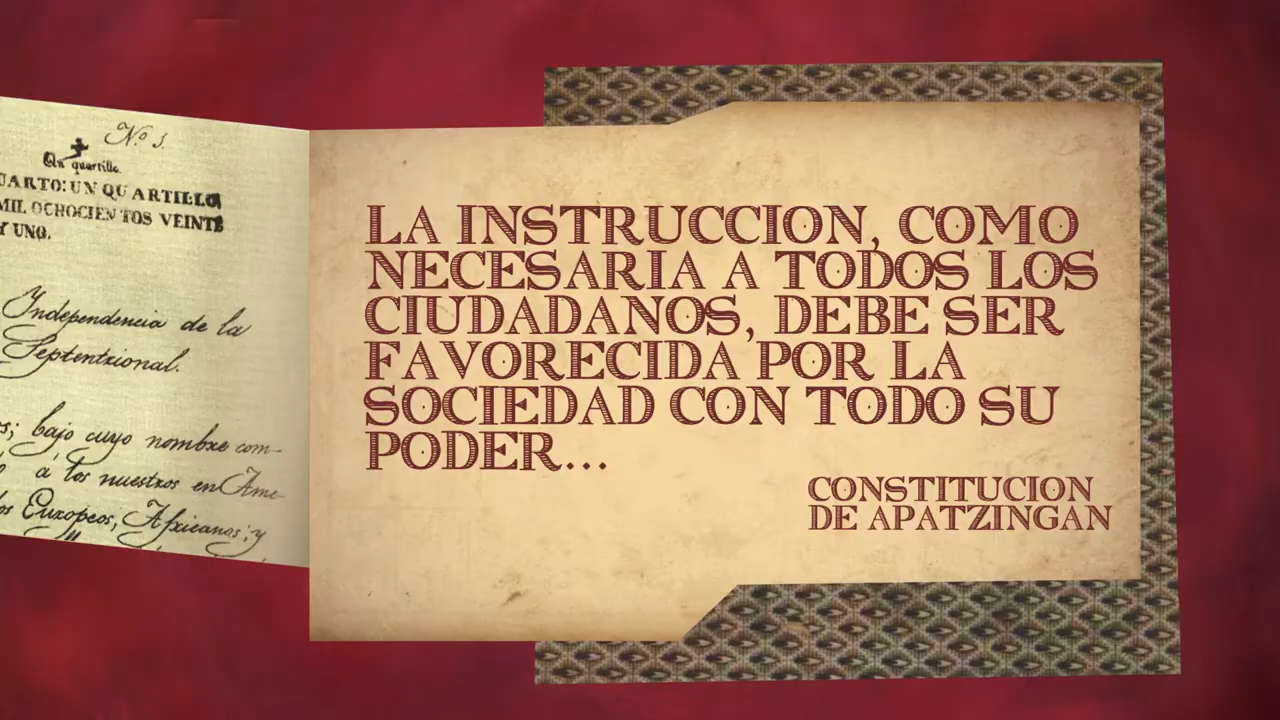 Nº 1.
Un quartillo.
UARTO: UN QUARTILLO
MIL OCHOCIENTOS VEINTE
Y UNO.
Independencia de la
Septentrional.
bajo cuyo nombre com-
á los nuestros en Ame-
os Europeos, Africanos; y
LA INSTRUCCION, COMO
NECESARIA A TODOS LOS
CIUDADANOS, DEBE SER
FAVORECIDA POR LA
SOCIEDAD CON TODO SU
PODER...
CONSTITUCION
DE APATZINGAN